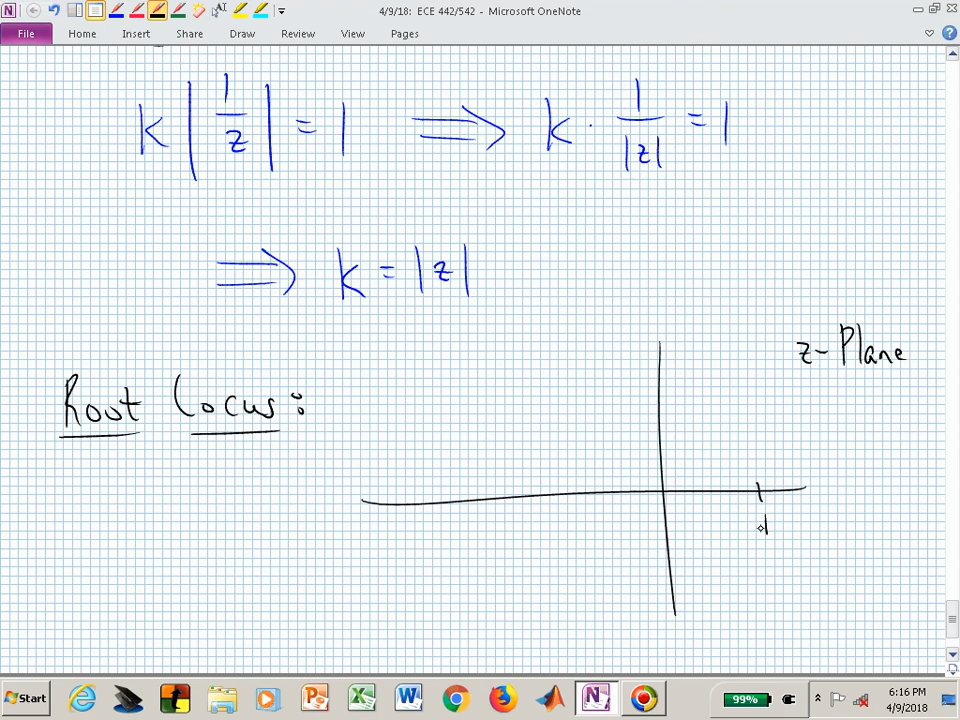 4/9/18: ECE 442/542 - Microsoft OneNote
File Home Insert Share Draw Review View Pages
k |1/z| = 1 ⟹ k · 1/|z| = 1
⟹ k = |z|
z-Plane
Root Locus:
1
Start
99%
6:16 PM
4/9/2018